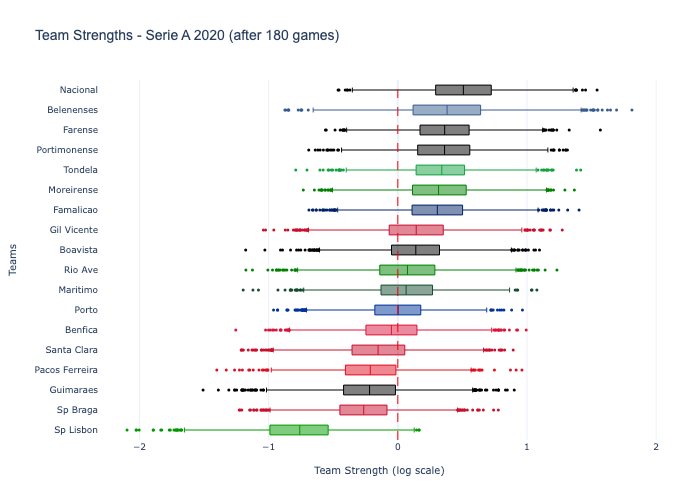 Team Strengths - Serie A 2020 (after 180 games)
Nacional
Belenenses
Farense
Portimonense
Tondela
Moreirense
Famalicao
Gil Vicente
Boavista
Rio Ave
Maritimo
Porto
Benfica
Santa Clara
Pacos Ferreira
Guimaraes
Sp Braga
Sp Lisbon
Teams
−2 −1 0 1 2
Team Strength (log scale)